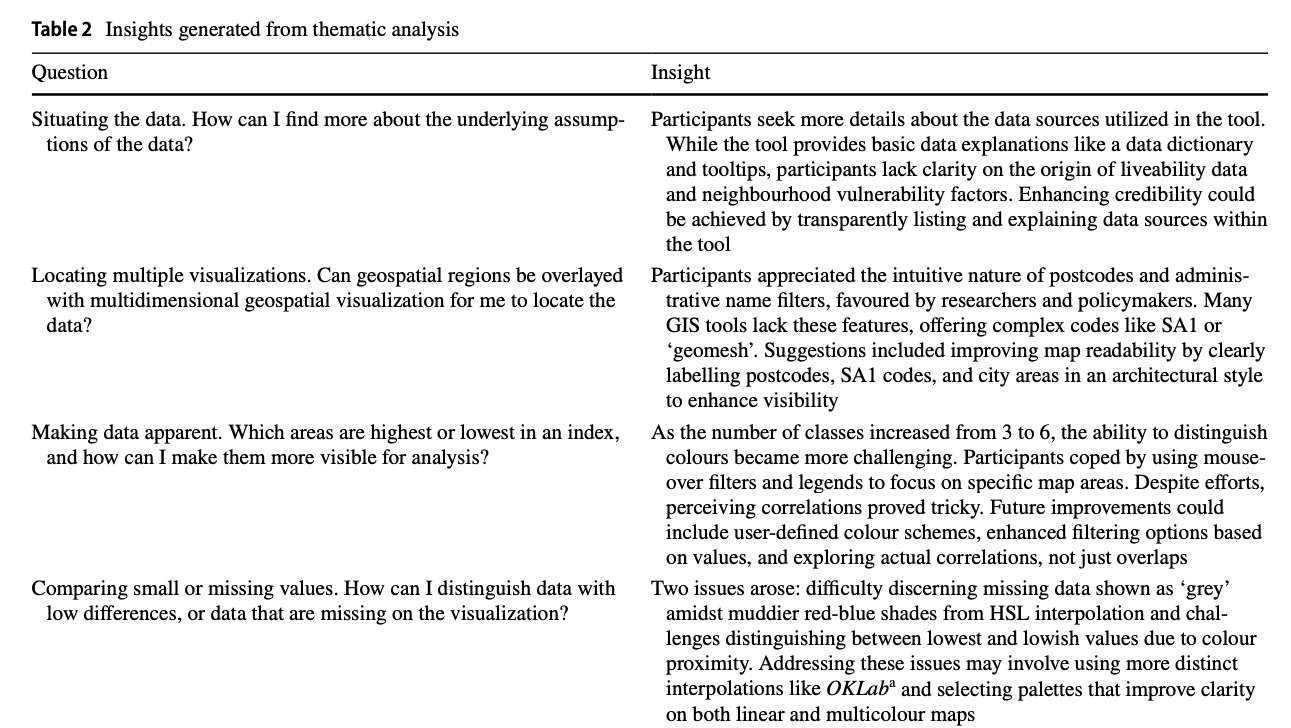 Table 2 Insights generated from thematic analysis
Question
Insight
Situating the data. How can I find more about the underlying assump-
tions of the data?
Participants seek more details about the data sources utilized in the tool.
While the tool provides basic data explanations like a data dictionary
and tooltips, participants lack clarity on the origin of liveability data
and neighbourhood vulnerability factors. Enhancing credibility could
be achieved by transparently listing and explaining data sources within
the tool
Locating multiple visualizations. Can geospatial regions be overlayed
with multidimensional geospatial visualization for me to locate the
data?
Participants appreciated the intuitive nature of postcodes and adminis-
trative name filters, favoured by researchers and policymakers. Many
GIS tools lack these features, offering complex codes like SA1 or
‘geomesh’. Suggestions included improving map readability by clearly
labelling postcodes, SA1 codes, and city areas in an architectural style
to enhance visibility
Making data apparent. Which areas are highest or lowest in an index,
and how can I make them more visible for analysis?
As the number of classes increased from 3 to 6, the ability to distinguish
colours became more challenging. Participants coped by using mouse-
over filters and legends to focus on specific map areas. Despite efforts,
perceiving correlations proved tricky. Future improvements could
include user-defined colour schemes, enhanced filtering options based
on values, and exploring actual correlations, not just overlaps
Comparing small or missing values. How can I distinguish data with
low differences, or data that are missing on the visualization?
Two issues arose: difficulty discerning missing data shown as ‘grey’
amidst muddier red-blue shades from HSL interpolation and chal-
lenges distinguishing between lowest and lowish values due to colour
proximity. Addressing these issues may involve using more distinct
interpolations like OKLabᵃ and selecting palettes that improve clarity
on both linear and multicolour maps